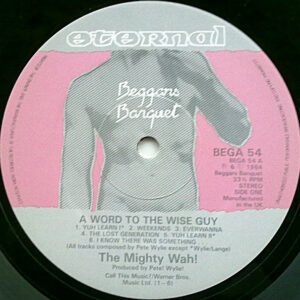 eternal
Beggars
Banquet
BEGA 54
BEGA 54 A
℗ & © 1984
Beggars Banquet
33⅓ RPM
STEREO
SIDE ONE
Manufactured
in the UK
A WORD TO THE WISE GUY
1. YUH LEARN I* 2. WEEKENDS 3. EVERWANNA
4. THE LOST GENERATION 5. YUH LEARN II*
6. I KNOW THERE WAS SOMETHING
(All tracks composed by Pete Wylie except *Wylie/Lange)
The Mighty Wah!
Produced by Pete! Wylie!
Call This Music?/Warner Bros.
Music Ltd. (1–6)